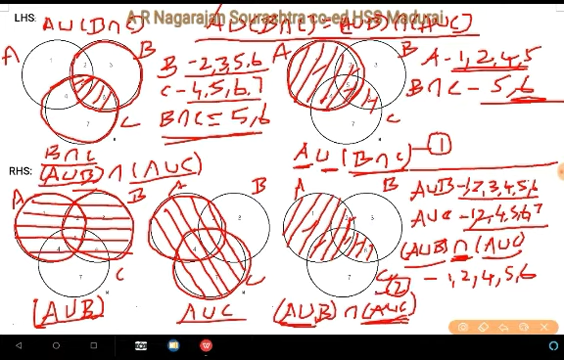 A R Nagarajan Sourashtra co-ed HSS Madurai
LHS: A∪(B∩C)
A∪(B∩C) = (A∪B)∩(A∪C)
A B C
B - 2,3,5,6
C - 4,5,6,7
B∩C = 5,6
B∩C
A B C
A - 1,2,4,5
B∩C - 5,6
A ∪ (B∩C) - ①
RHS: (A∪B)∩(A∪C)
A B C
(A∪B)
A B C
A∪C
A B C
(A∪B)∩(A∪C)
A∪B - 1,2,3,4,5,6
A∪C - 1,2,4,5,6,7
(A∪B)∩(A∪C)
② - 1,2,4,5,6